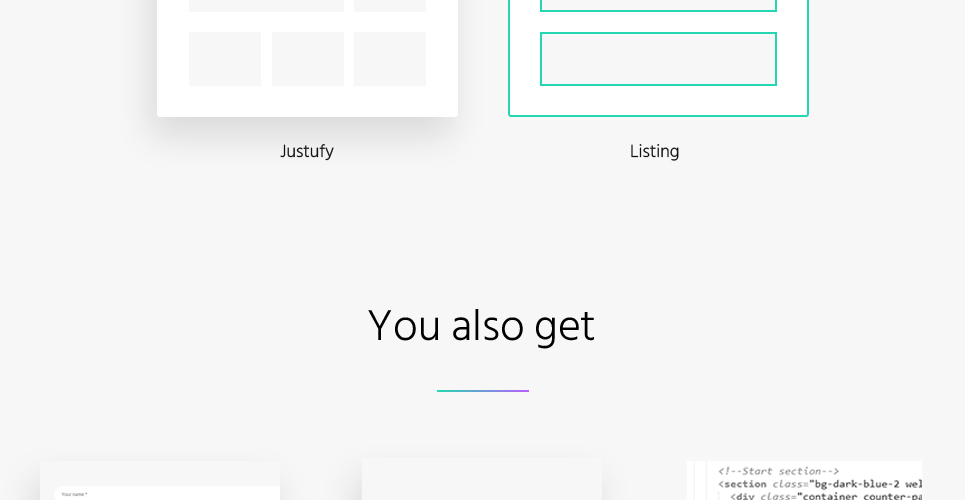 Justufy
Listing
You also get
Your name *
<!--Start section-->
<section class="bg-dark-blue-2 wel
<div class="container counter-pa